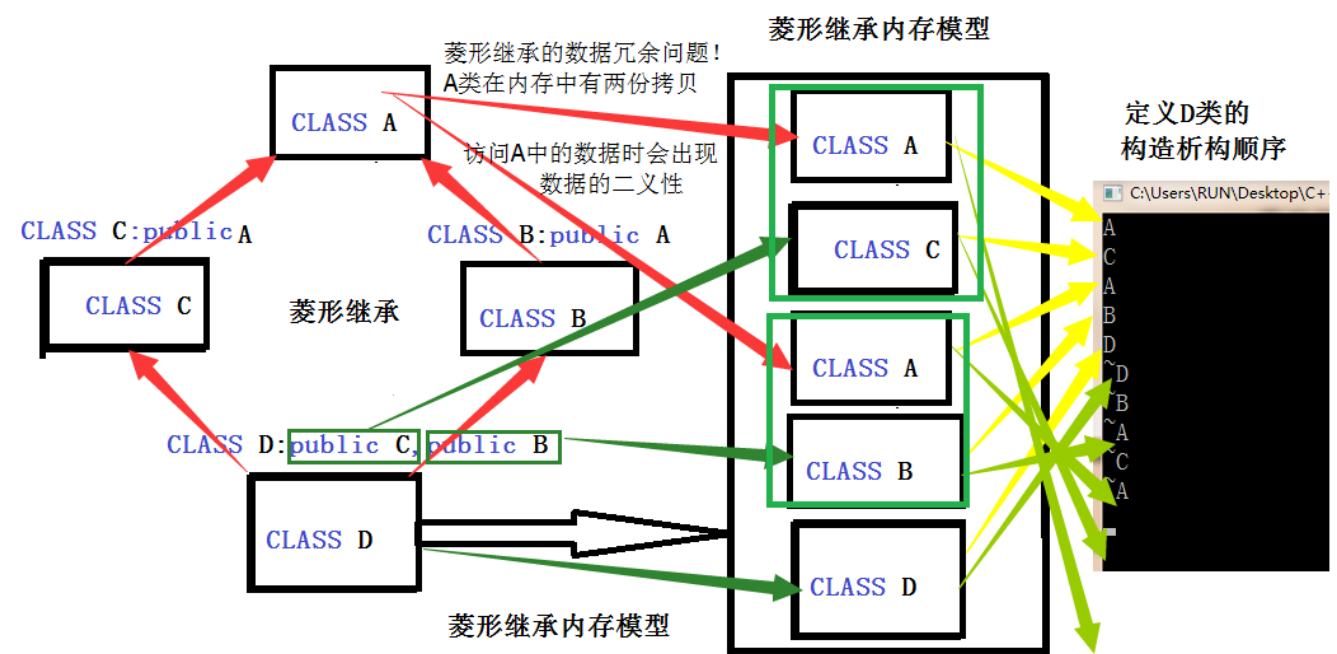 菱形继承内存模型
菱形继承的数据冗余问题！
A类在内存中有两份拷贝
CLASS A
访问A中的数据时会出现
数据的二义性
CLASS C:public A
CLASS B:public A
CLASS C
菱形继承
CLASS B
CLASS D:public C,public B
CLASS D
菱形继承内存模型
CLASS A
CLASS C
CLASS A
CLASS B
CLASS D
定义D类的
构造析构顺序
C:\Users\RUN\Desktop\C+
A
C
A
B
D
~D
~B
~A
~C
~A